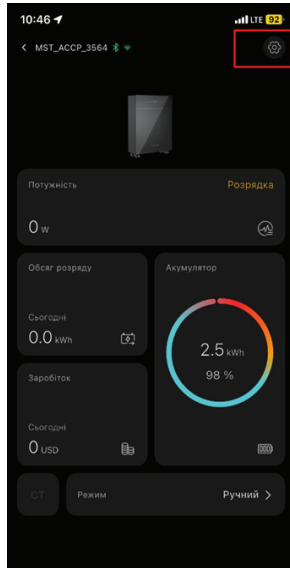 10:46 LTE 92
MST_ACCP_3564
Потужність Розрядка
0 w
Обсяг розряду Акумулятор
Сьогодні
0.0 kWh
2.5 kWh
98 %
Заробіток
Сьогодні
0 USD
СТ Режим Ручний